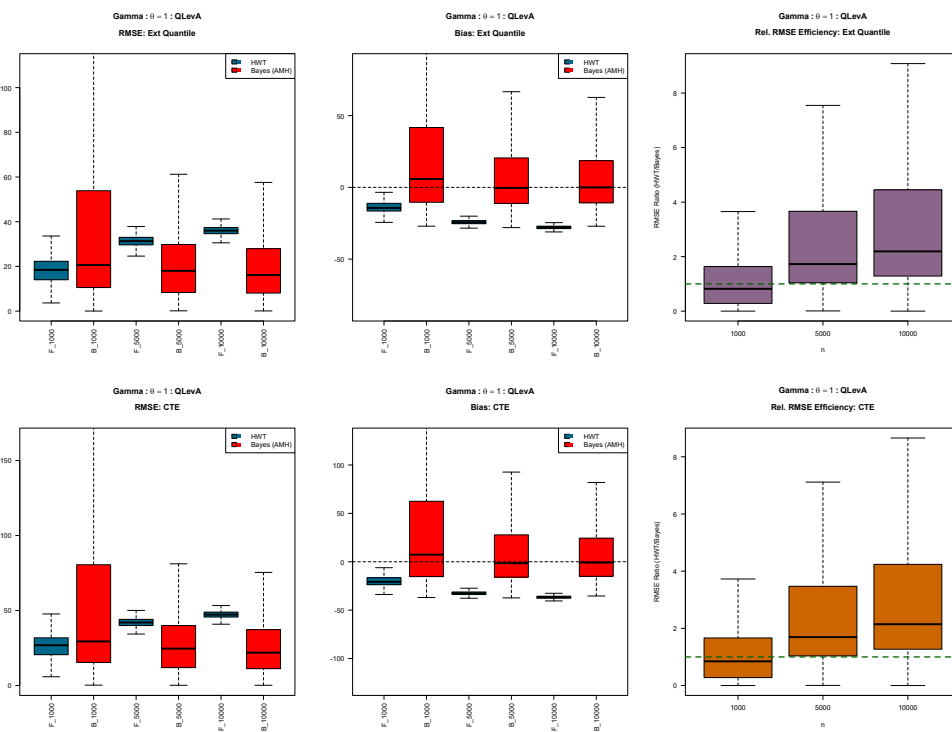 Gamma : θ = 1 : QLevA
RMSE: Ext Quantile
HWT
Bayes (AMH)
100
80
60
40
20
0
F_1000
B_1000
F_5000
B_5000
F_10000
B_10000
Gamma : θ = 1 : QLevA
Bias: Ext Quantile
HWT
Bayes (AMH)
50
0
-50
F_1000
B_1000
F_5000
B_5000
F_10000
B_10000
Gamma : θ = 1 : QLevA
Rel. RMSE Efficiency: Ext Quantile
RMSE Ratio (HWT/Bayes)
8
6
4
2
0
1000
5000
10000
n
Gamma : θ = 1 : QLevA
RMSE: CTE
HWT
Bayes (AMH)
150
100
50
0
F_1000
B_1000
F_5000
B_5000
F_10000
B_10000
Gamma : θ = 1 : QLevA
Bias: CTE
HWT
Bayes (AMH)
100
50
0
-50
-100
F_1000
B_1000
F_5000
B_5000
F_10000
B_10000
Gamma : θ = 1 : QLevA
Rel. RMSE Efficiency: CTE
RMSE Ratio (HWT/Bayes)
8
6
4
2
0
1000
5000
10000
n